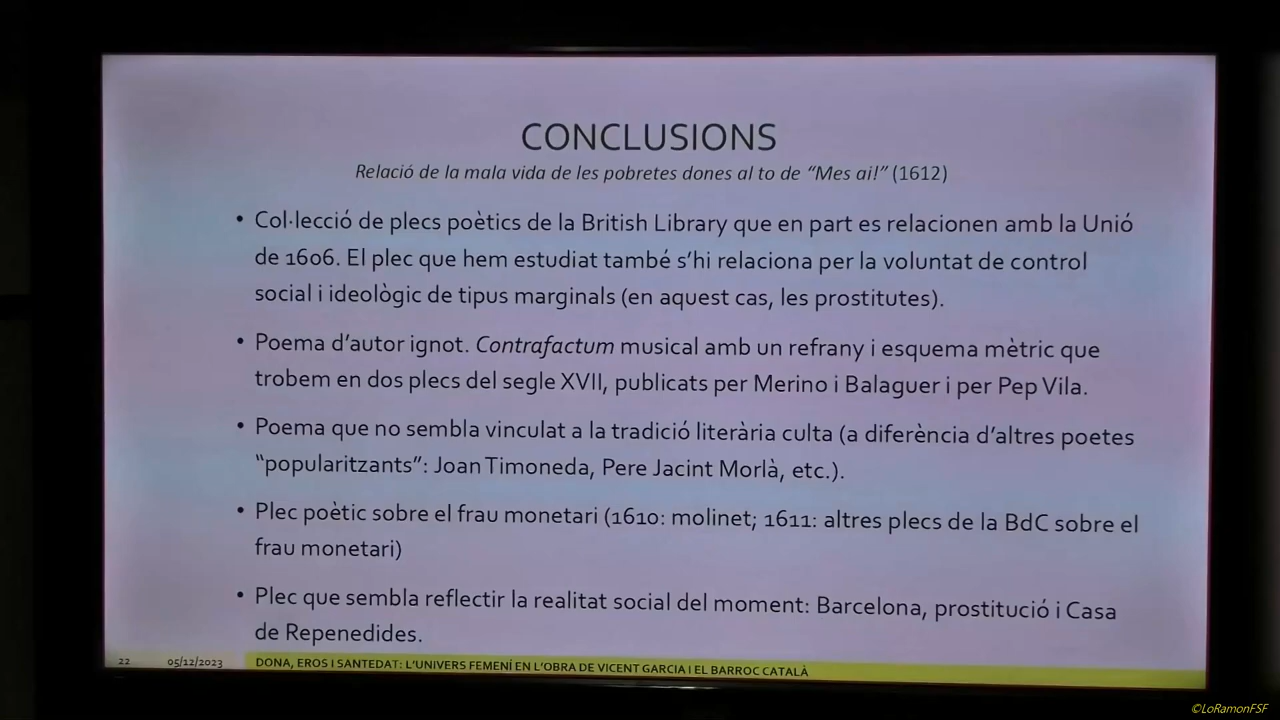 CONCLUSIONS
Relació de la mala vida de les pobretes dones al to de “Mes ai!” (1612)
• Col·lecció de plecs poètics de la British Library que en part es relacionen amb la Unió
de 1606. El plec que hem estudiat també s’hi relaciona per la voluntat de control
social i ideològic de tipus marginals (en aquest cas, les prostitutes).
• Poema d’autor ignot. Contrafactum musical amb un refrany i esquema mètric que
trobem en dos plecs del segle XVII, publicats per Merino i Balaguer i per Pep Vila.
• Poema que no sembla vinculat a la tradició literària culta (a diferència d’altres poetes
“popularitzants”: Joan Timoneda, Pere Jacint Morlà, etc.).
• Plec poètic sobre el frau monetari (1610: molinet; 1611: altres plecs de la BdC sobre el
frau monetari)
• Plec que sembla reflectir la realitat social del moment: Barcelona, prostitució i Casa
de Repenedides.
22 05/12/2023 DONA, EROS I SANTEDAT: L’UNIVERS FEMENÍ EN L’OBRA DE VICENT GARCIA I EL BARROC CATALÀ
©LoRamonFSF